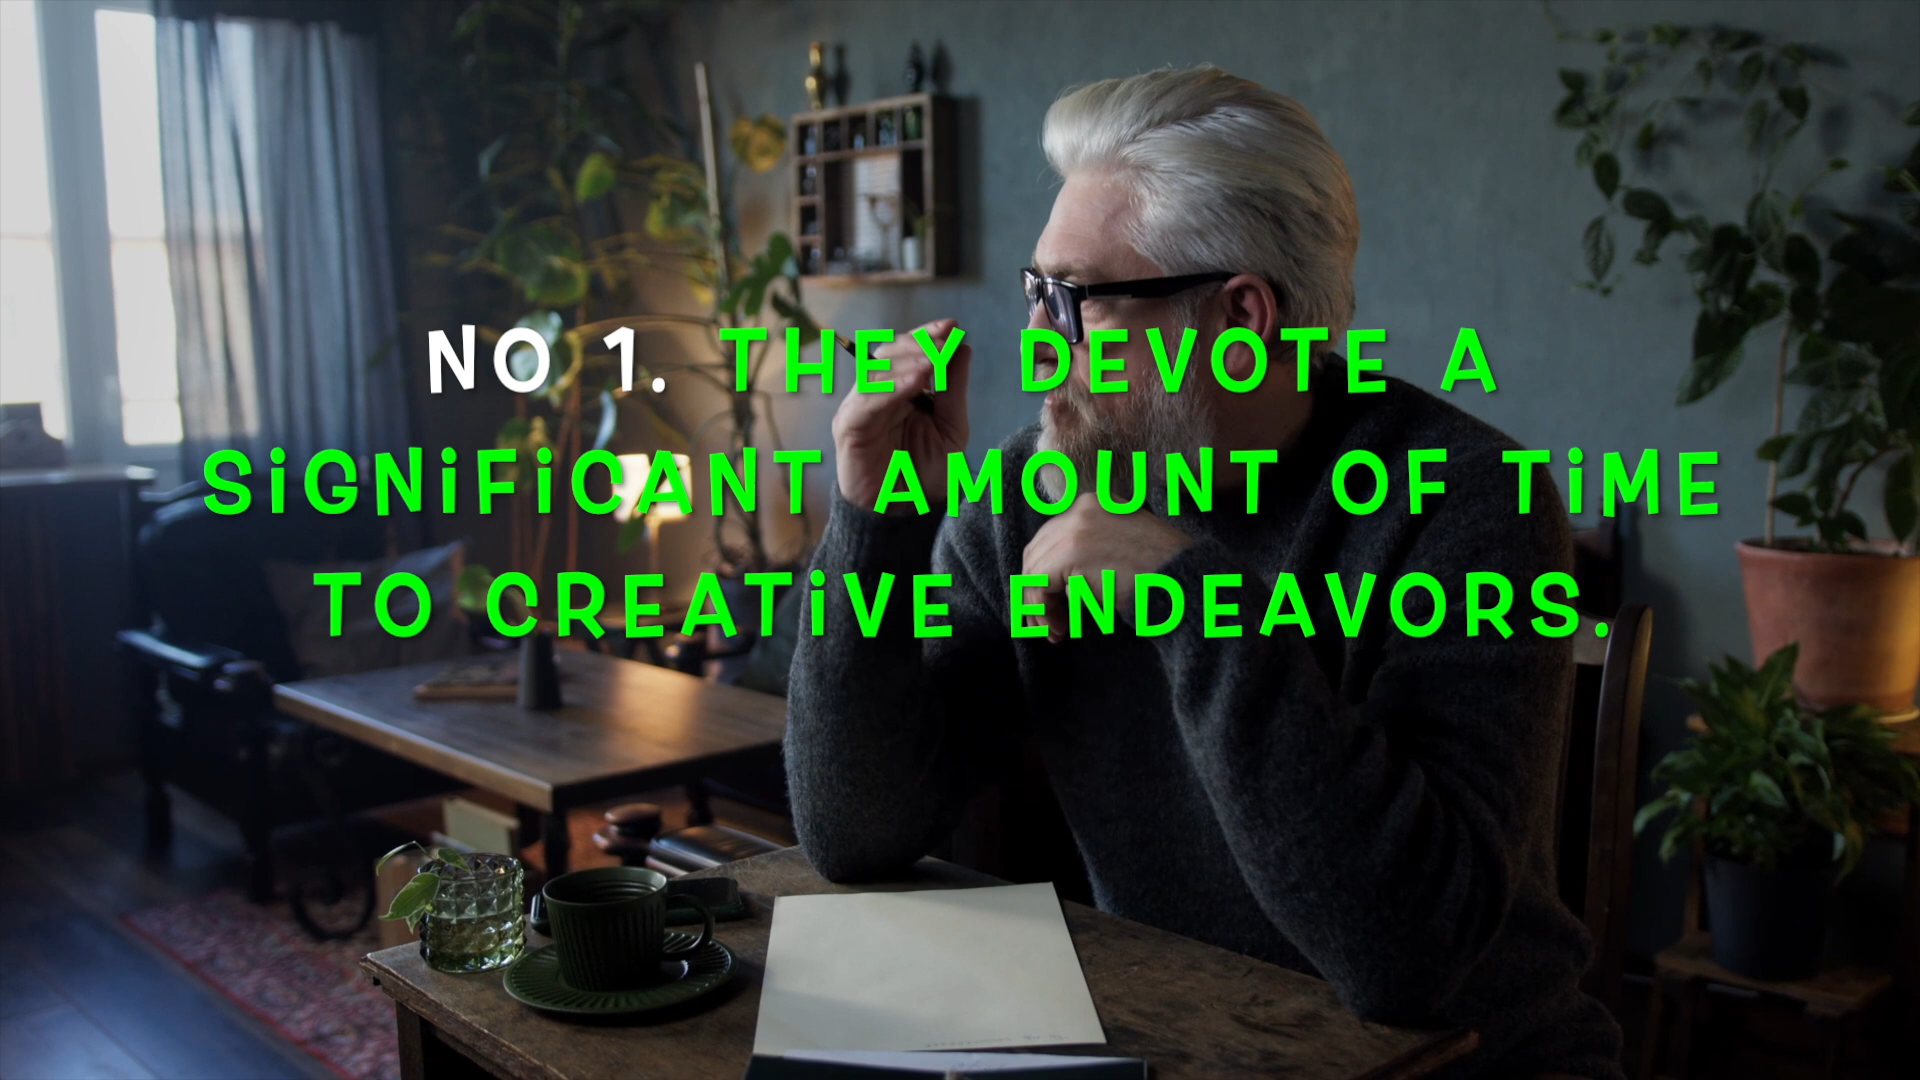 NO 1. THEY DEVOTE A
SiGNiFiCANT AMOUNT OF TiME
TO CREATiVE ENDEAVORS.